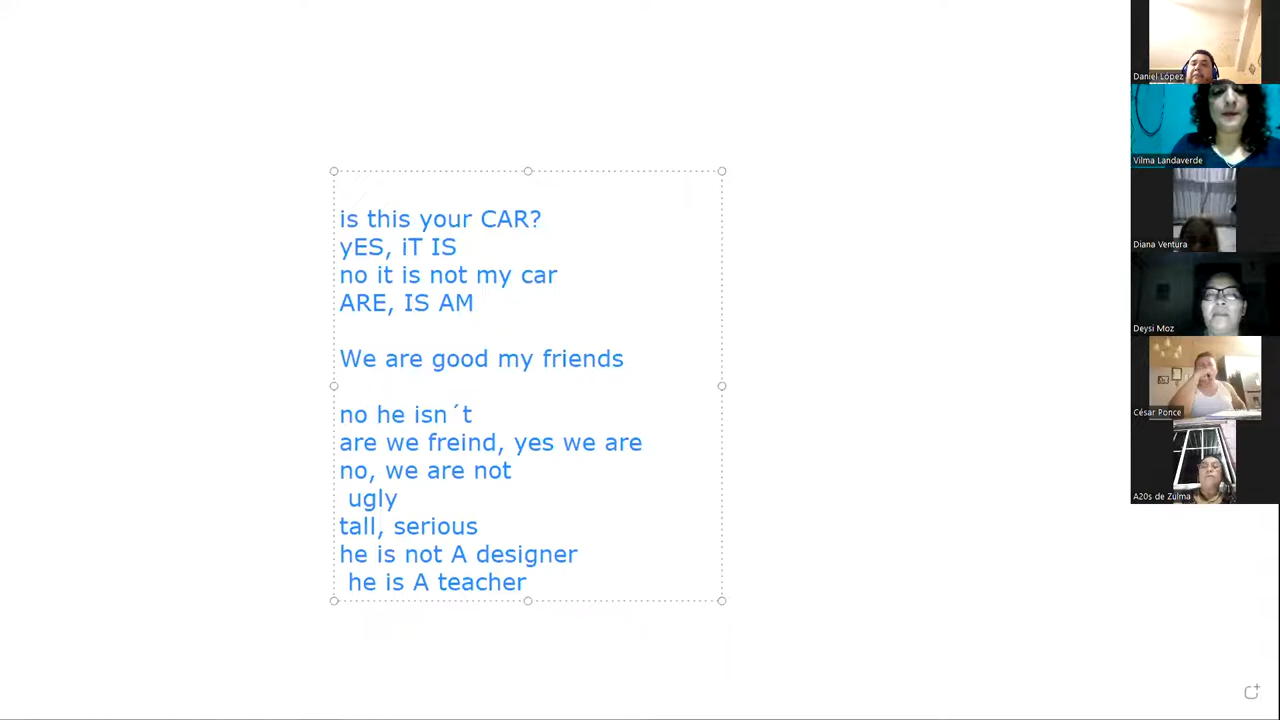 is this your CAR?
yES, iT IS
no it is not my car
ARE, IS AM
We are good my friends
no he isn´t
are we freind, yes we are
no, we are not
ugly
tall, serious
he is not A designer
he is A teacher
Daniel López
Vilma Landaverde
Diana Ventura
Deysi Moz
César Ponce
A20s de Zulma